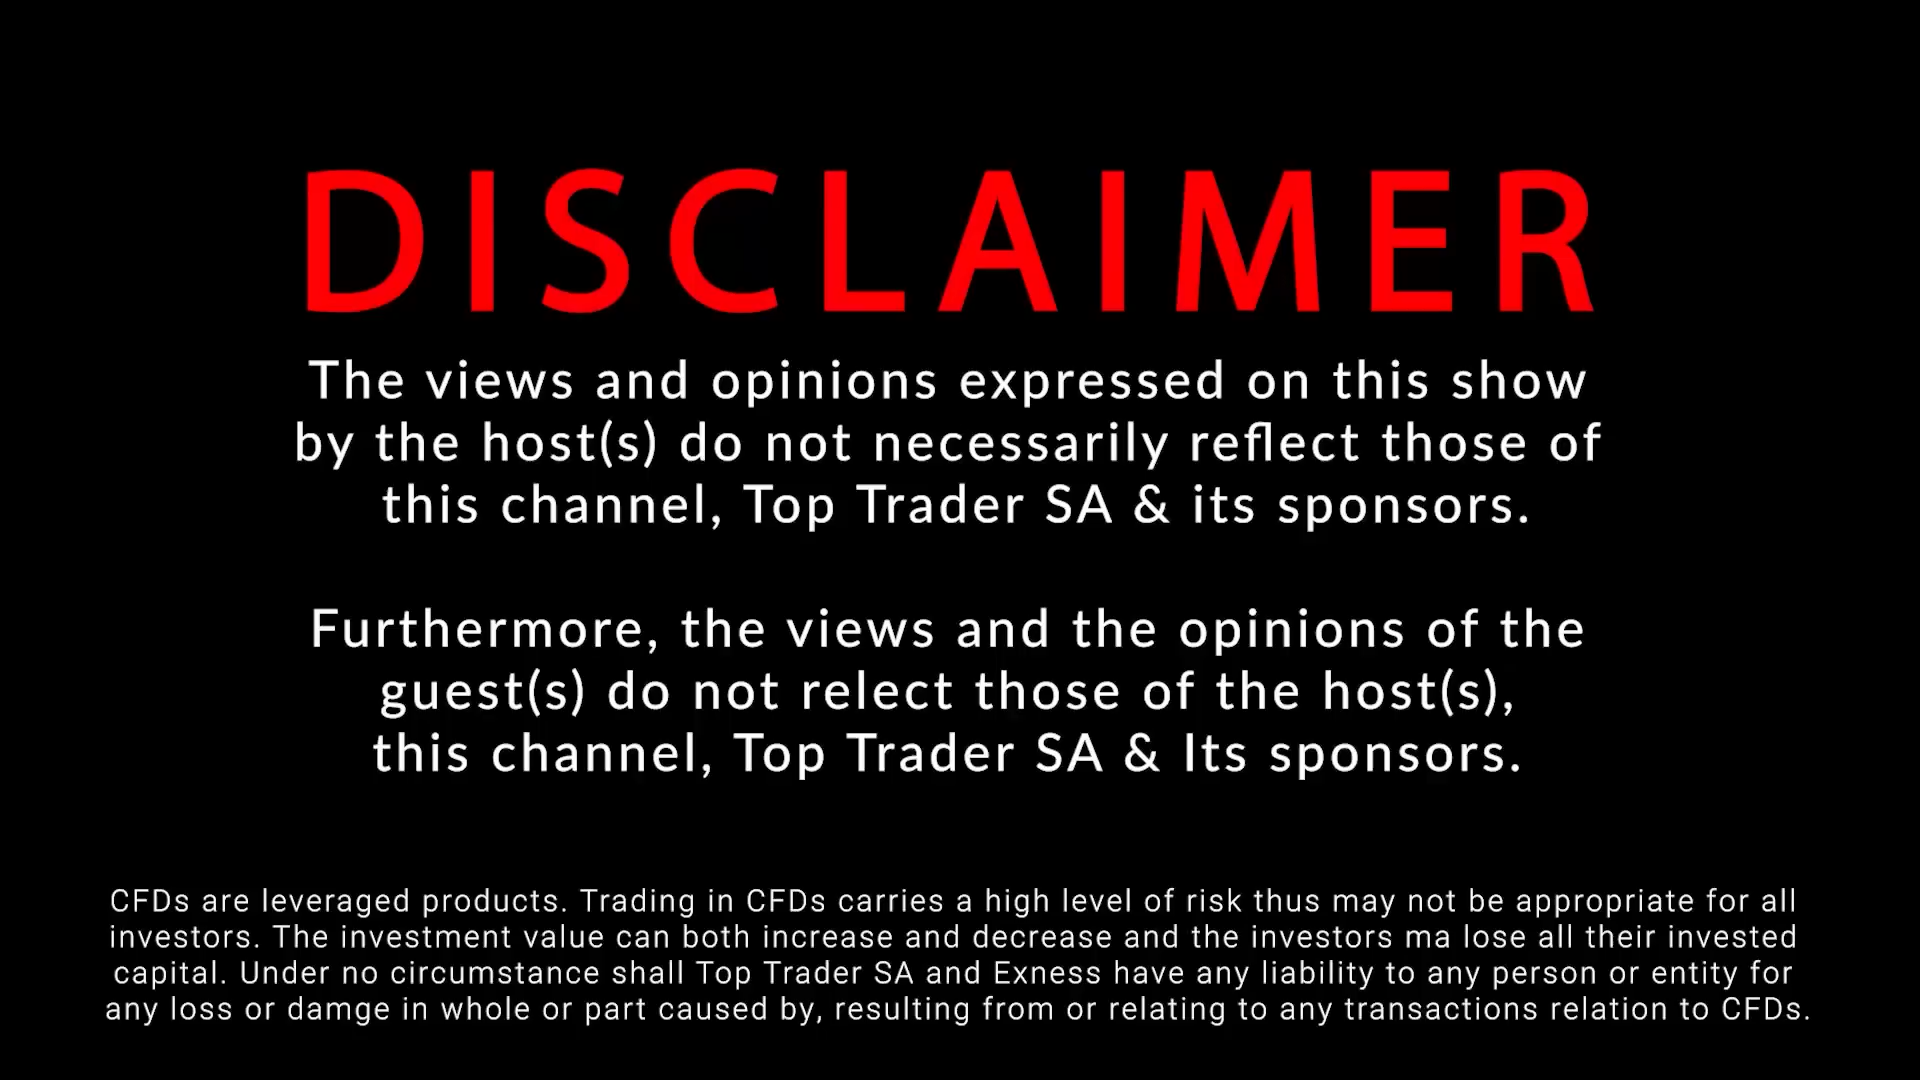 DISCLAIMER
The views and opinions expressed on this show
by the host(s) do not necessarily reflect those of
this channel, Top Trader SA & its sponsors.
Furthermore, the views and the opinions of the
guest(s) do not relect those of the host(s),
this channel, Top Trader SA & Its sponsors.
CFDs are leveraged products. Trading in CFDs carries a high level of risk thus may not be appropriate for all
investors. The investment value can both increase and decrease and the investors ma lose all their invested
capital. Under no circumstance shall Top Trader SA and Exness have any liability to any person or entity for
any loss or damge in whole or part caused by, resulting from or relating to any transactions relation to CFDs.